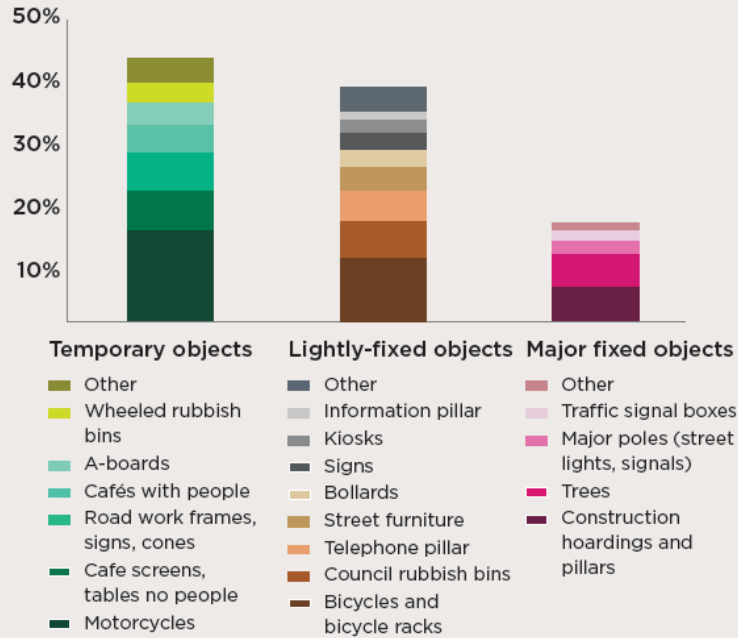 50%
40%
30%
20%
10%
Temporary objects
Other
Wheeled rubbish
bins
A-boards
Cafés with people
Road work frames,
signs, cones
Cafe screens,
tables no people
Motorcycles
Lightly-fixed objects
Other
Information pillar
Kiosks
Signs
Bollards
Street furniture
Telephone pillar
Council rubbish bins
Bicycles and
bicycle racks
Major fixed objects
Other
Traffic signal boxes
Major poles (street
lights, signals)
Trees
Construction
hoardings and
pillars